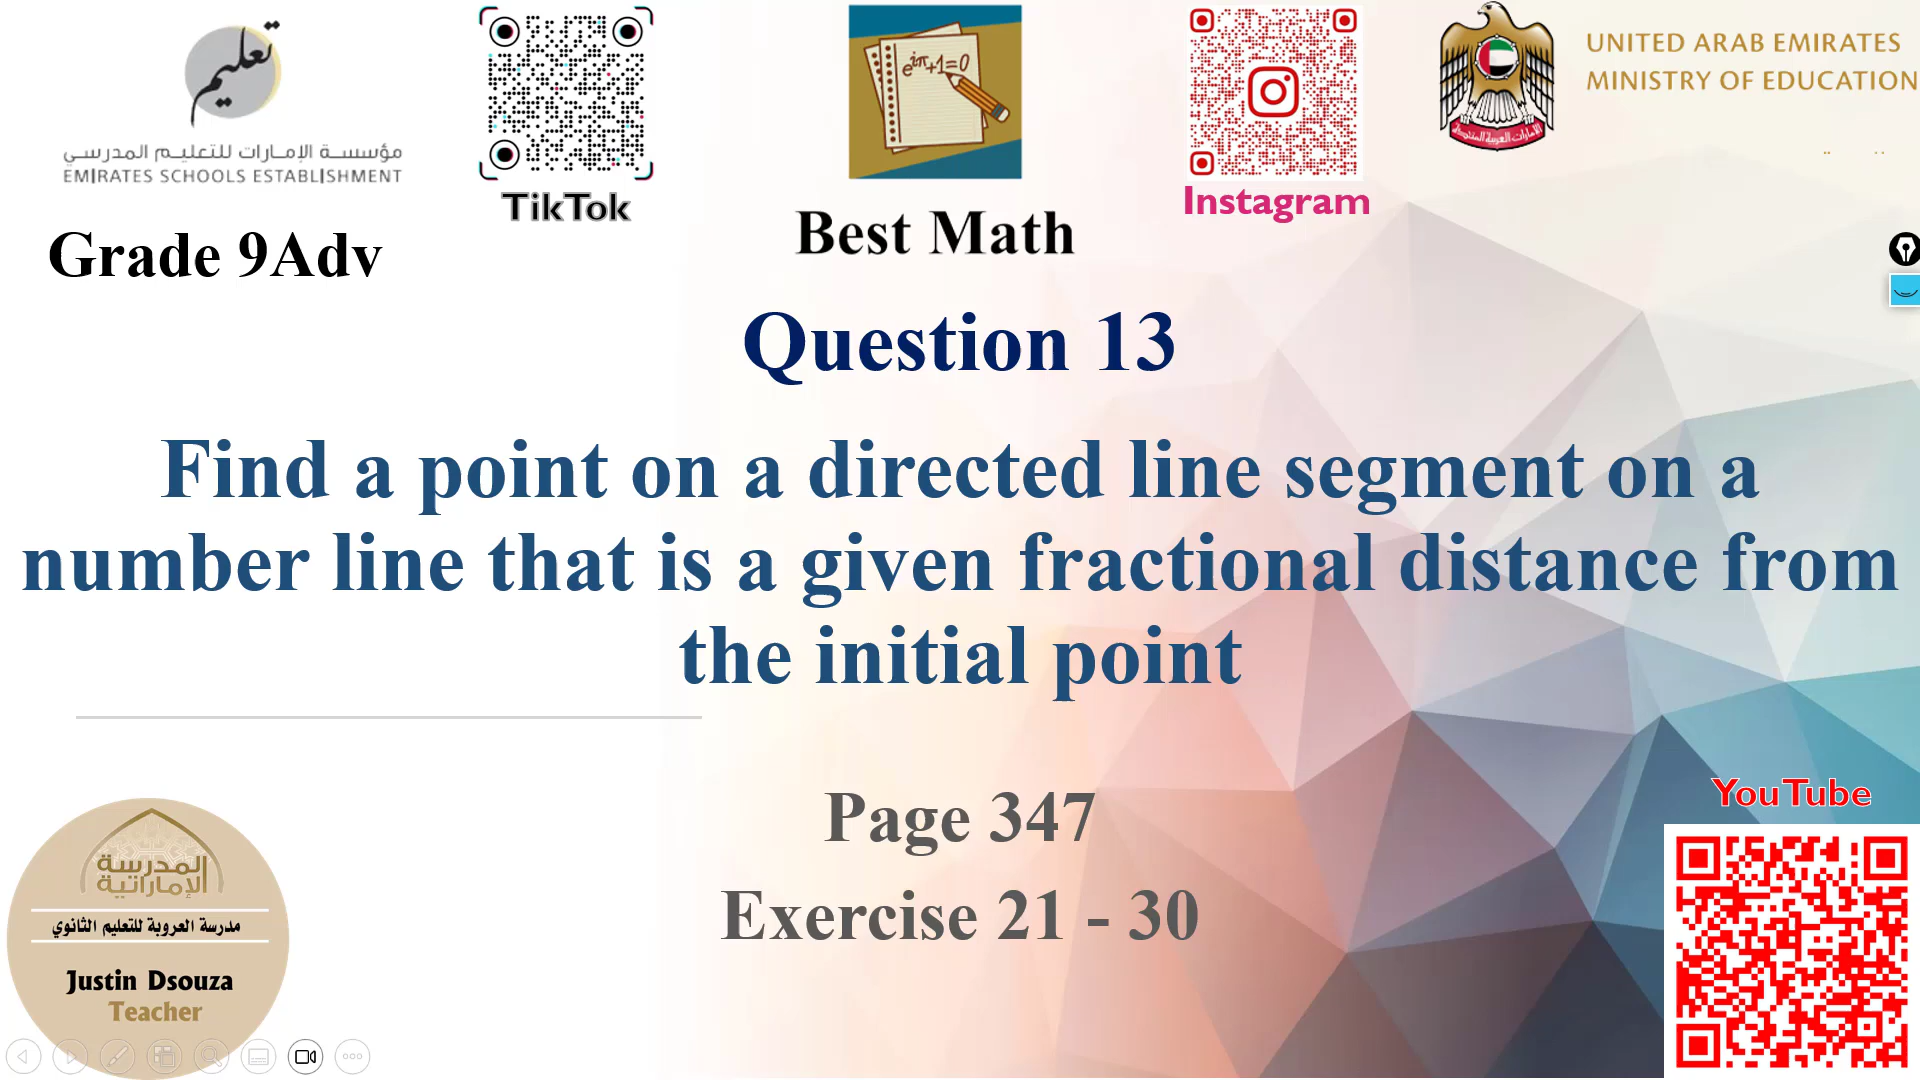 تعليم
مؤسسة الإمارات للتعليم المدرسي
EMIRATES SCHOOLS ESTABLISHMENT
TikTok
e^iπ+1=0
Best Math
Instagram
الإمارات العربية المتحدة
UNITED ARAB EMIRATES
MINISTRY OF EDUCATION
Grade 9Adv
Question 13
Find a point on a directed line segment on a
number line that is a given fractional distance from
the initial point
Page 347
Exercise 21 - 30
YouTube
المدرسة
الإماراتية
مدرسة العروبة للتعليم الثانوي
Justin Dsouza
Teacher